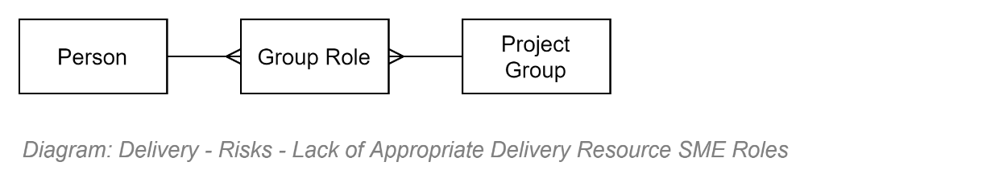 Person
Group Role
Project
Group
Diagram: Delivery - Risks - Lack of Appropriate Delivery Resource SME Roles